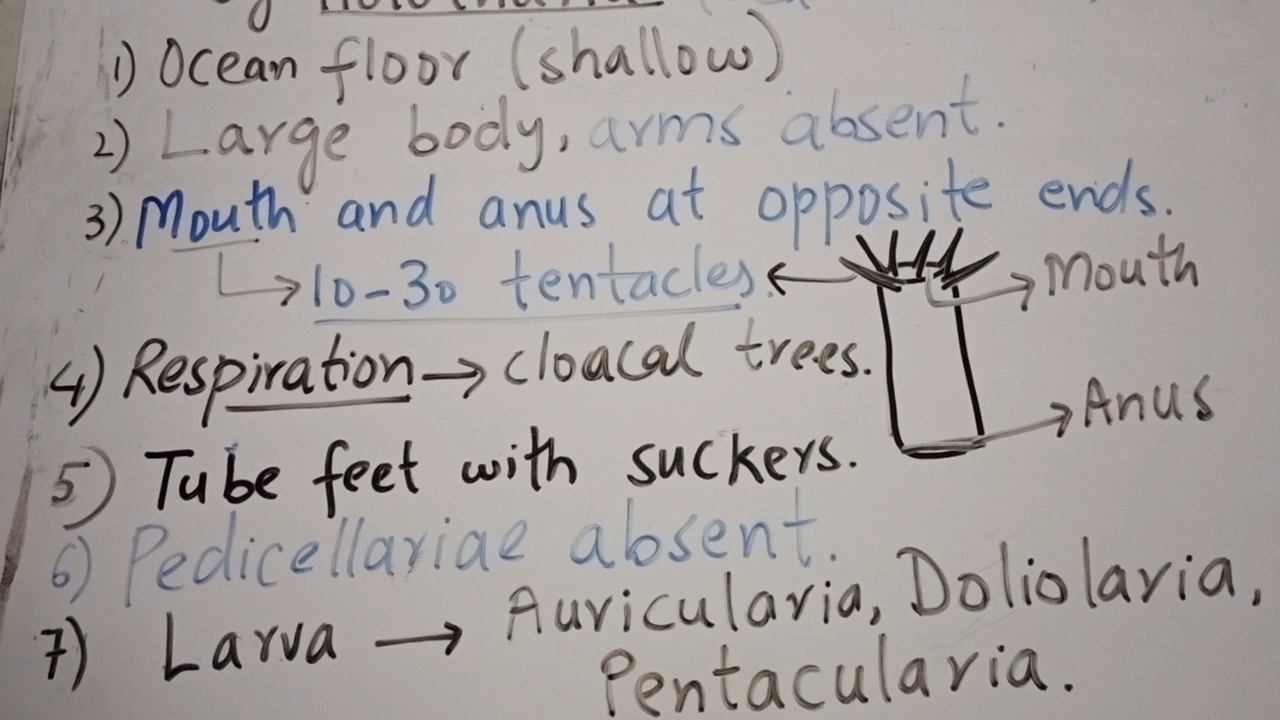 1) Ocean floor (shallow)
2) Large body, arms absent.
3) Mouth and anus at opposite ends.
→ 10-30 tentacles. ←
→ Mouth
4) Respiration → cloacal trees.
→ Anus
5) Tube feet with suckers.
6) Pedicellariae absent.
7) Larva → Auricularia, Doliolaria,
Pentacularia.